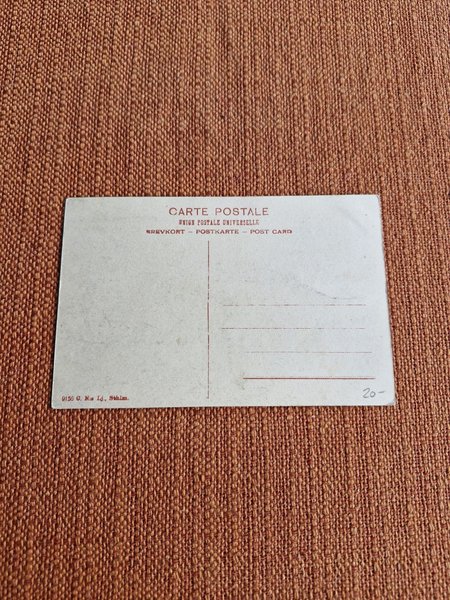 CARTE POSTALE
UNION POSTALE UNIVERSELLE
BREVKORT — POSTKARTE — POST CARD
20-